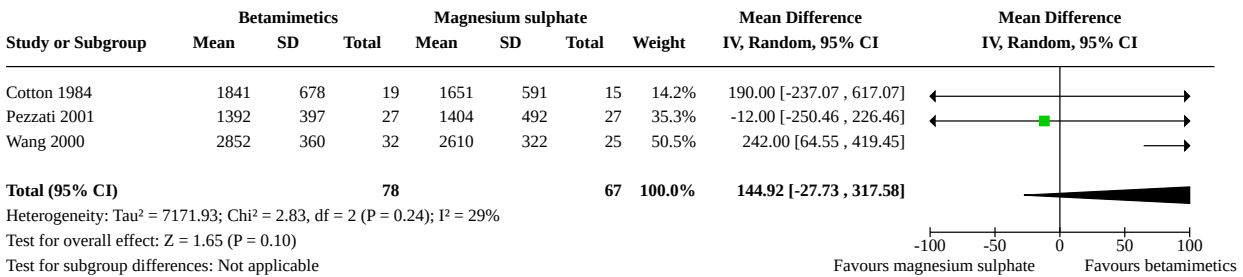 Betamimetics Magnesium sulphate Mean Difference Mean Difference
Study or Subgroup Mean SD Total Mean SD Total Weight IV, Random, 95% CI IV, Random, 95% CI
Cotton 1984 1841 678 19 1651 591 15 14.2% 190.00 [-237.07 , 617.07]
Pezzati 2001 1392 397 27 1404 492 27 35.3% -12.00 [-250.46 , 226.46]
Wang 2000 2852 360 32 2610 322 25 50.5% 242.00 [64.55 , 419.45]
Total (95% CI) 78 67 100.0% 144.92 [-27.73 , 317.58]
Heterogeneity: Tau² = 7171.93; Chi² = 2.83, df = 2 (P = 0.24); I² = 29%
Test for overall effect: Z = 1.65 (P = 0.10) -100 -50 0 50 100
Test for subgroup differences: Not applicable Favours magnesium sulphate Favours betamimetics